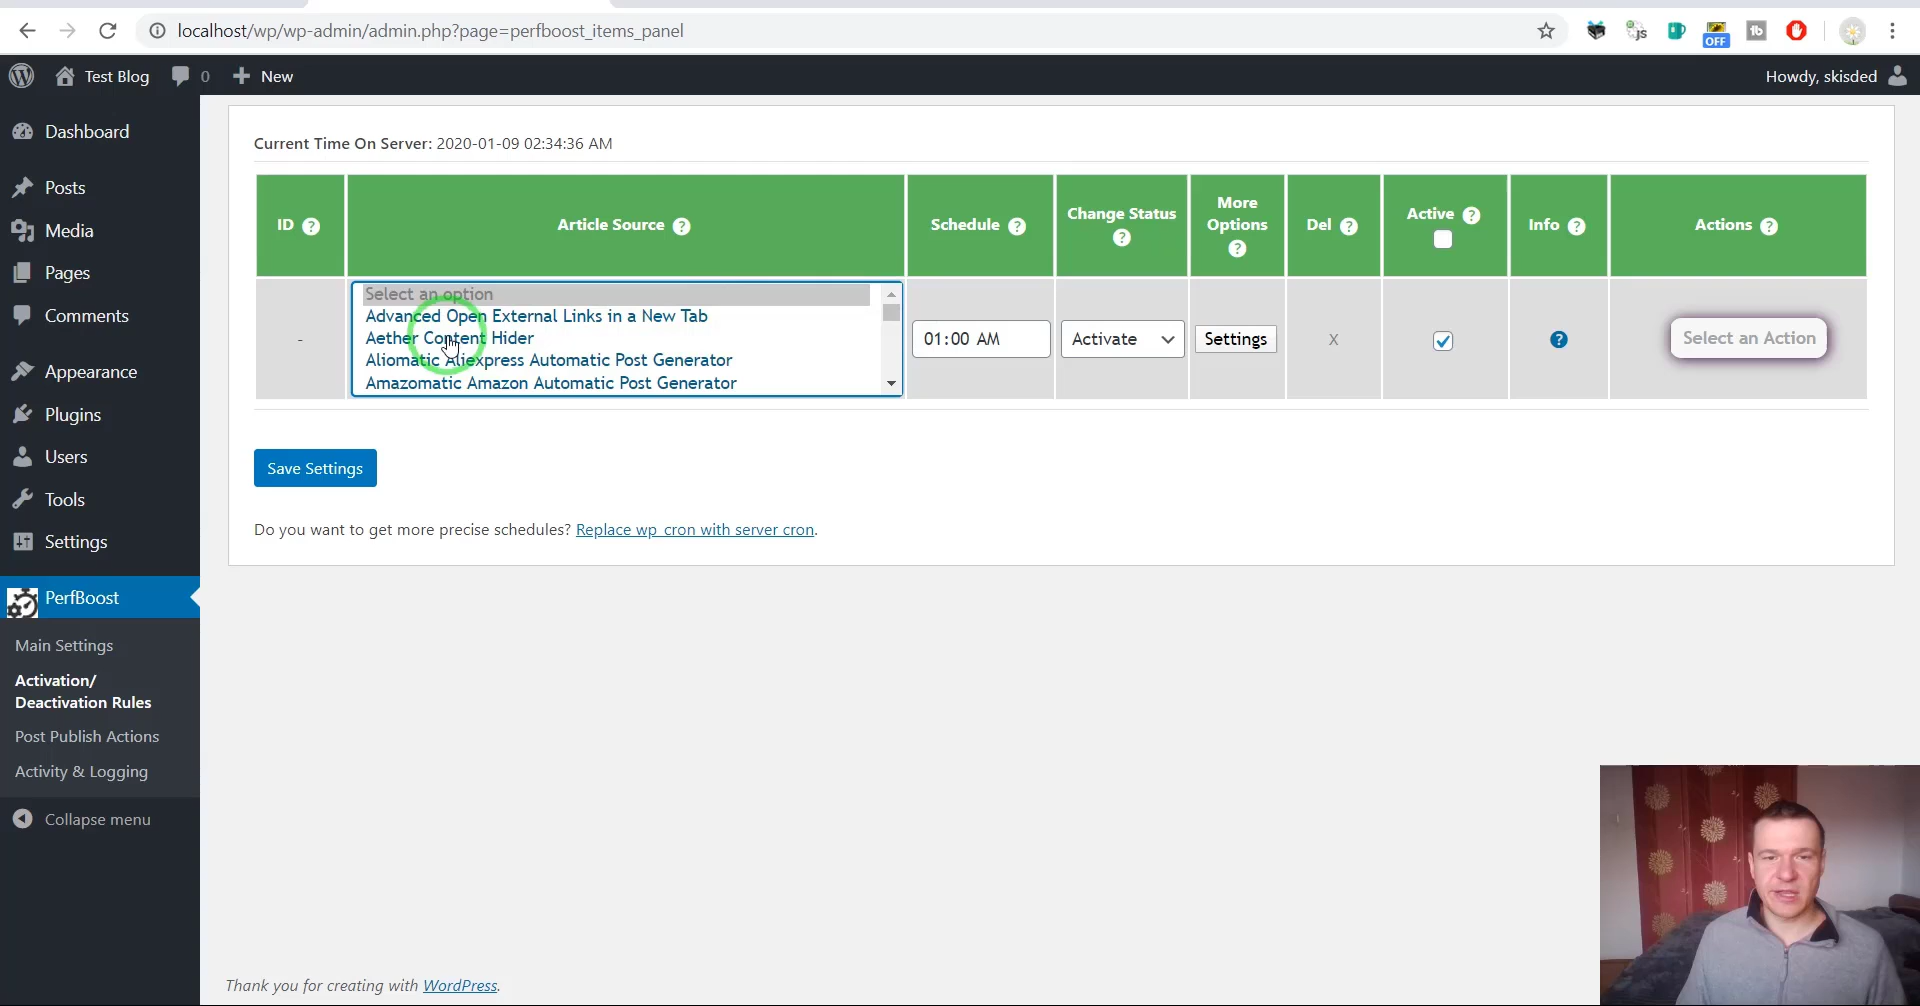 localhost/wp/wp-admin/admin.php?page=perfboost_items_panel
JS
OFF
tb
Test Blog
0
New
Howdy, skisded
Dashboard
Posts
Media
Pages
Comments
Appearance
Plugins
Users
Tools
Settings
PerfBoost
Main Settings
Activation/
Deactivation Rules
Post Publish Actions
Activity & Logging
Collapse menu
Current Time On Server: 2020-01-09 02:34:36 AM
ID ?
Article Source ?
Schedule ?
Change Status ?
More
Options
?
Del ?
Active ?
Info ?
Actions ?
-
Select an option
Advanced Open External Links in a New Tab
Aether Content Hider
Aliomatic Aliexpress Automatic Post Generator
Amazomatic Amazon Automatic Post Generator
01:00 AM
Activate
Settings
X
?
Select an Action
Save Settings
Do you want to get more precise schedules? Replace wp_cron with server cron.
Thank you for creating with WordPress.